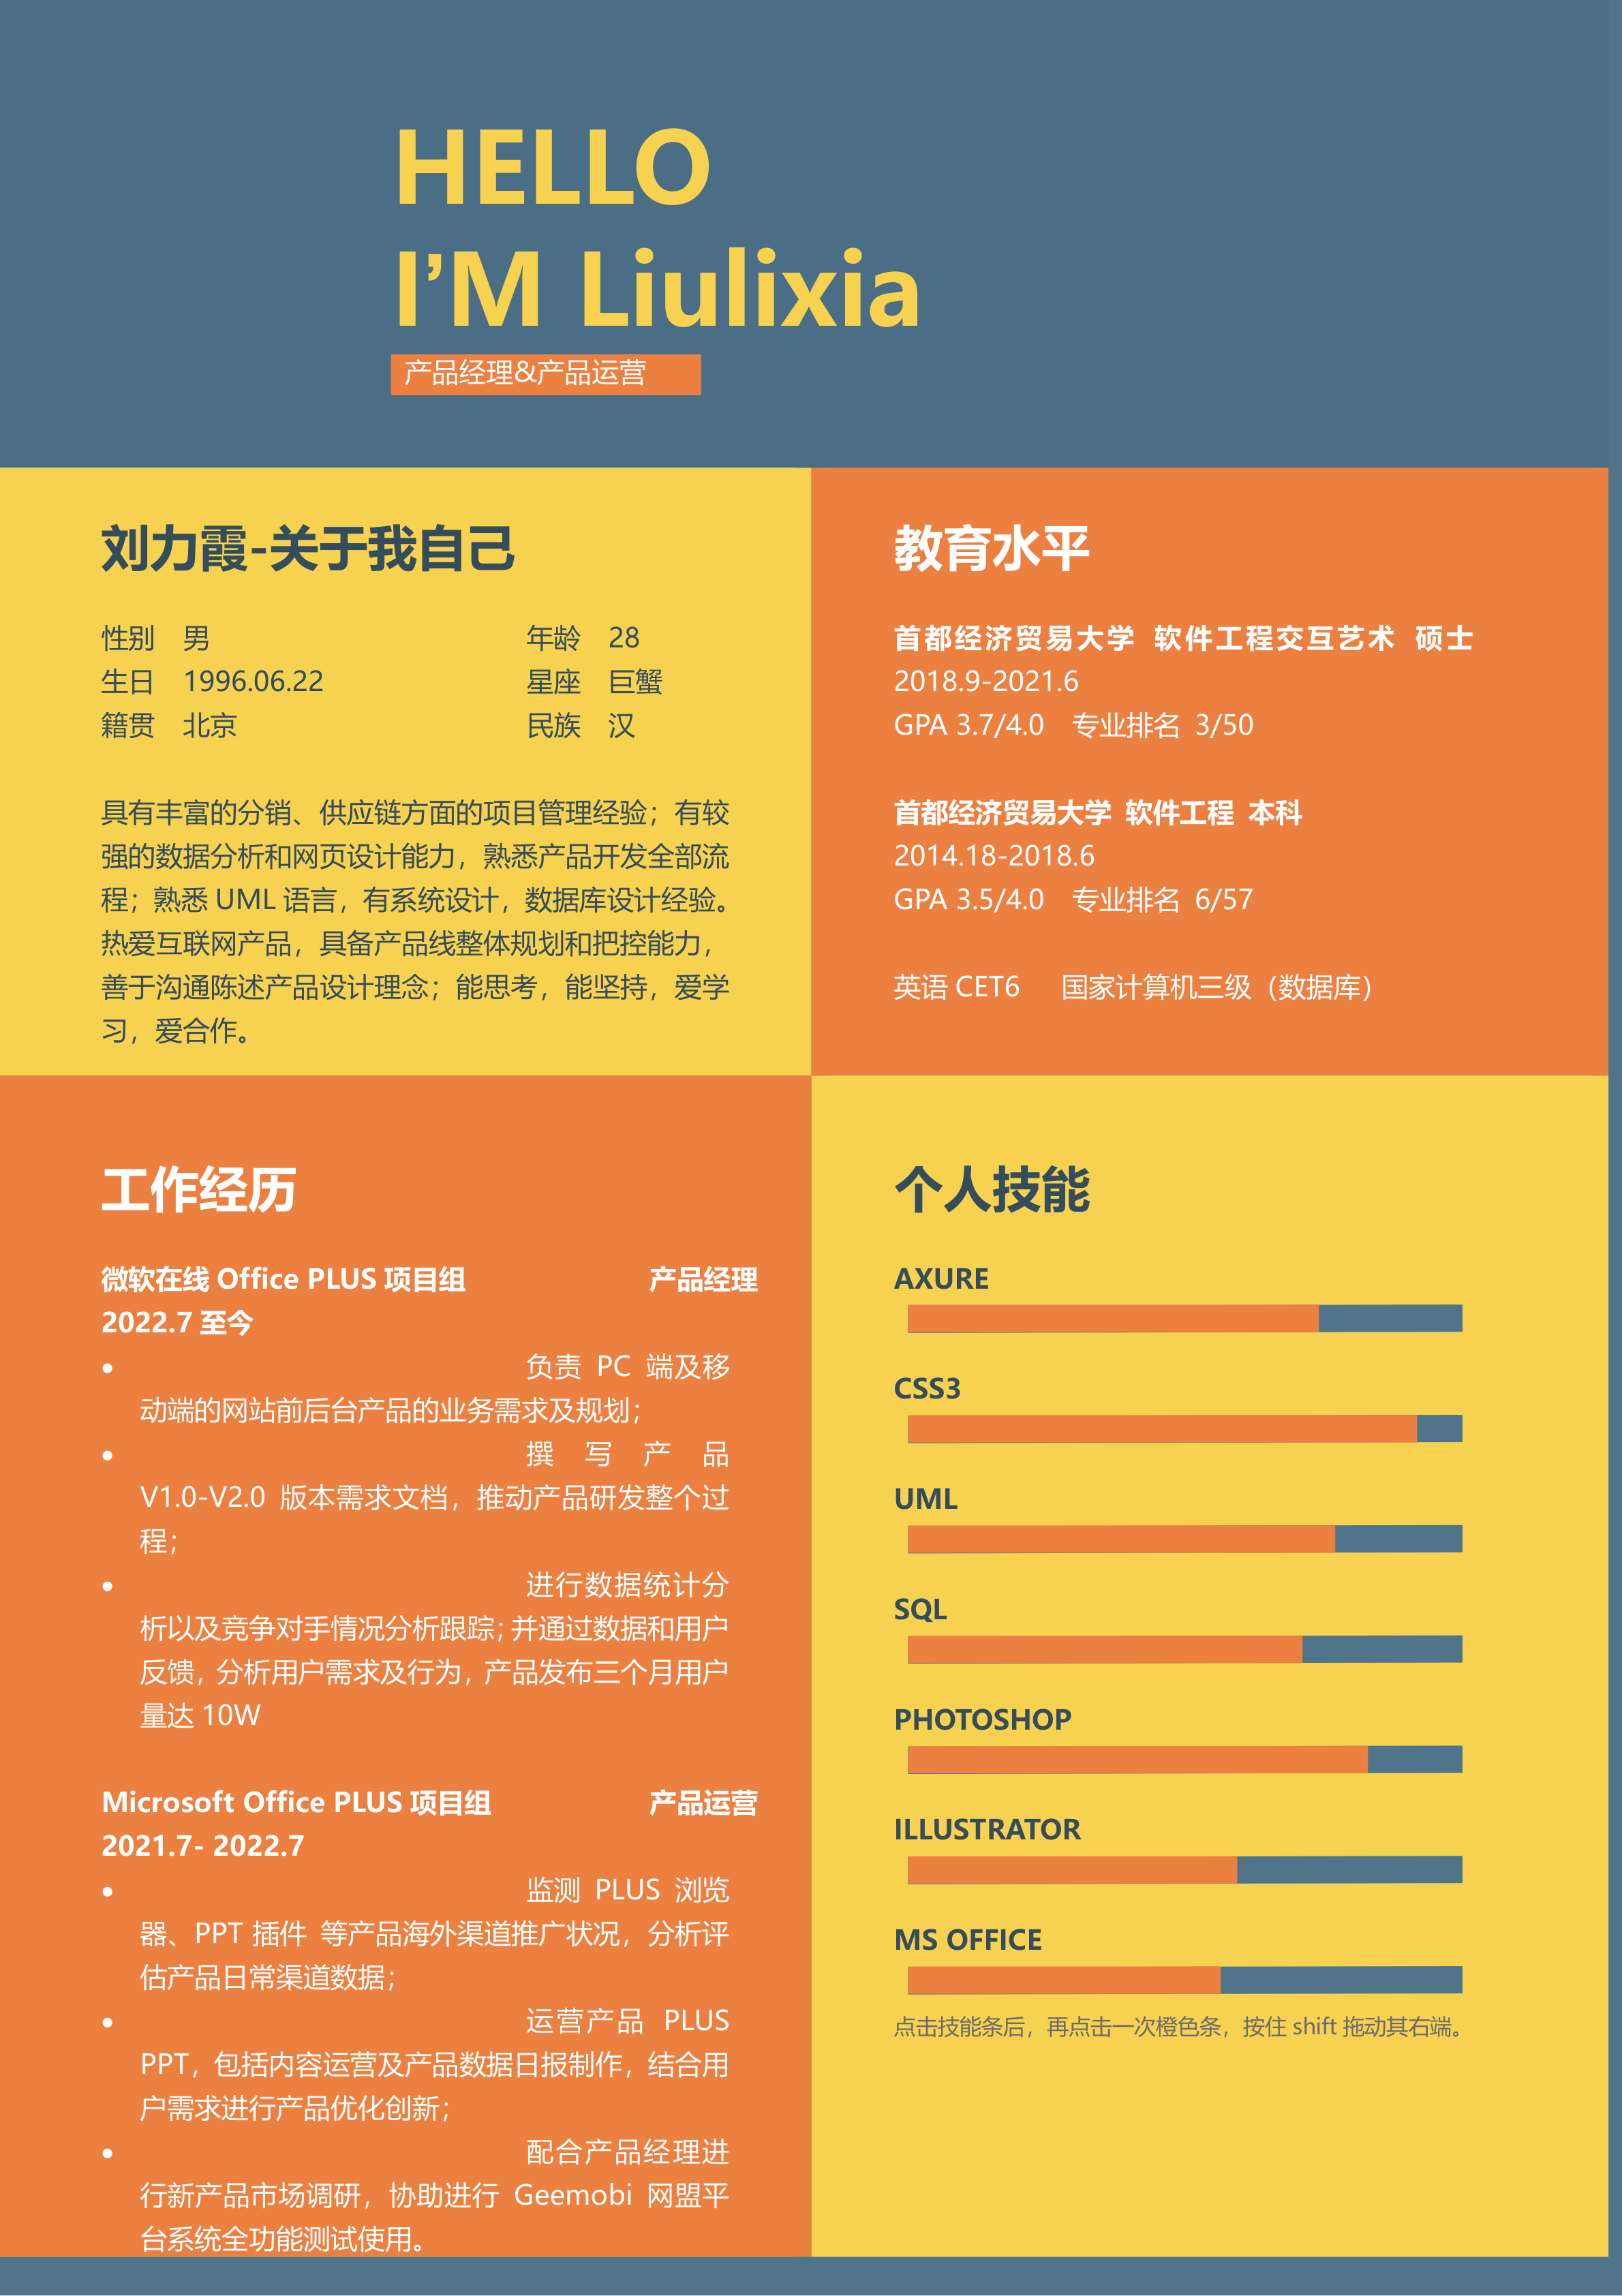 HELLO
I’M Liulixia
产品经理&产品运营
刘力霞-关于我自己
性别 男 年龄 28
生日 1996.06.22 星座 巨蟹
籍贯 北京 民族 汉
具有丰富的分销、供应链方面的项目管理经验；有较
强的数据分析和网页设计能力，熟悉产品开发全部流
程；熟悉 UML 语言，有系统设计，数据库设计经验。
热爱互联网产品，具备产品线整体规划和把控能力，
善于沟通陈述产品设计理念；能思考，能坚持，爱学
习，爱合作。
教育水平
首都经济贸易大学 软件工程交互艺术 硕士
2018.9-2021.6
GPA 3.7/4.0 专业排名 3/50
首都经济贸易大学 软件工程 本科
2014.18-2018.6
GPA 3.5/4.0 专业排名 6/57
英语 CET6 国家计算机三级（数据库）
工作经历
微软在线 Office PLUS 项目组 产品经理
2022.7 至今
• 负责 PC 端及移
动端的网站前后台产品的业务需求及规划；
• 撰写产品
V1.0-V2.0 版本需求文档，推动产品研发整个过
程；
• 进行数据统计分
析以及竞争对手情况分析跟踪；并通过数据和用户
反馈，分析用户需求及行为，产品发布三个月用户
量达 10W
Microsoft Office PLUS 项目组 产品运营
2021.7- 2022.7
• 监测 PLUS 浏览
器、PPT 插件 等产品海外渠道推广状况，分析评
估产品日常渠道数据；
• 运营产品 PLUS
PPT，包括内容运营及产品数据日报制作，结合用
户需求进行产品优化创新；
• 配合产品经理进
行新产品市场调研，协助进行 Geemobi 网盟平
台系统全功能测试使用。
个人技能
AXURE
CSS3
UML
SQL
PHOTOSHOP
ILLUSTRATOR
MS OFFICE
点击技能条后，再点击一次橙色条，按住 shift 拖动其右端。